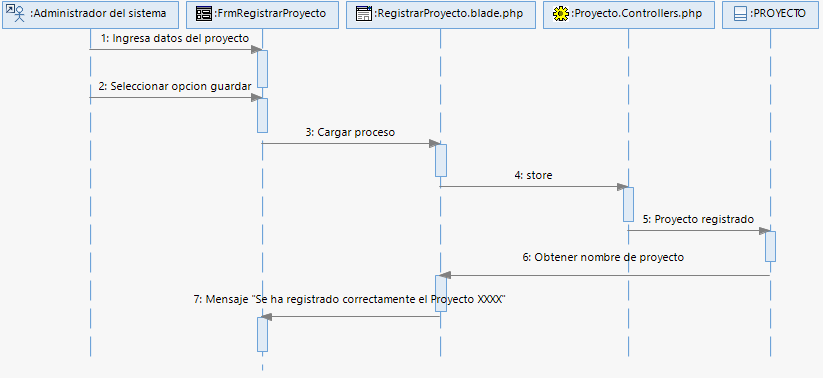 :Administrador del sistema
:FrmRegistrarProyecto
:RegistrarProyecto.blade.php
:Proyecto.Controllers.php
:PROYECTO
1: Ingresa datos del proyecto
2: Seleccionar opcion guardar
3: Cargar proceso
4: store
5: Proyecto registrado
6: Obtener nombre de proyecto
7: Mensaje "Se ha registrado correctamente el Proyecto XXXX"